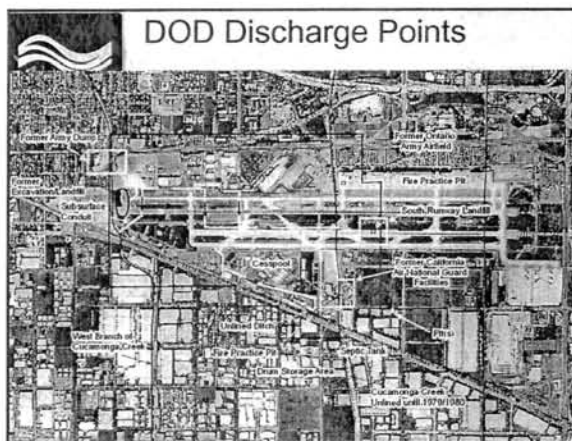 DOD Discharge Points
Former Army Dump
Former Ontario
Army Airfield
Former
Excavation/Landfill
Fire Practice Pit
Subsurface
Conduit
South Runway Landfill
Cesspool
Former California
Air National Guard
Facilities
Unlined Ditch
West Branch of
Cucamonga Creek
Fire Practice Pit
Septic Tank
Drum Storage Area
Cucamonga Creek
Unlined until 1979/1980